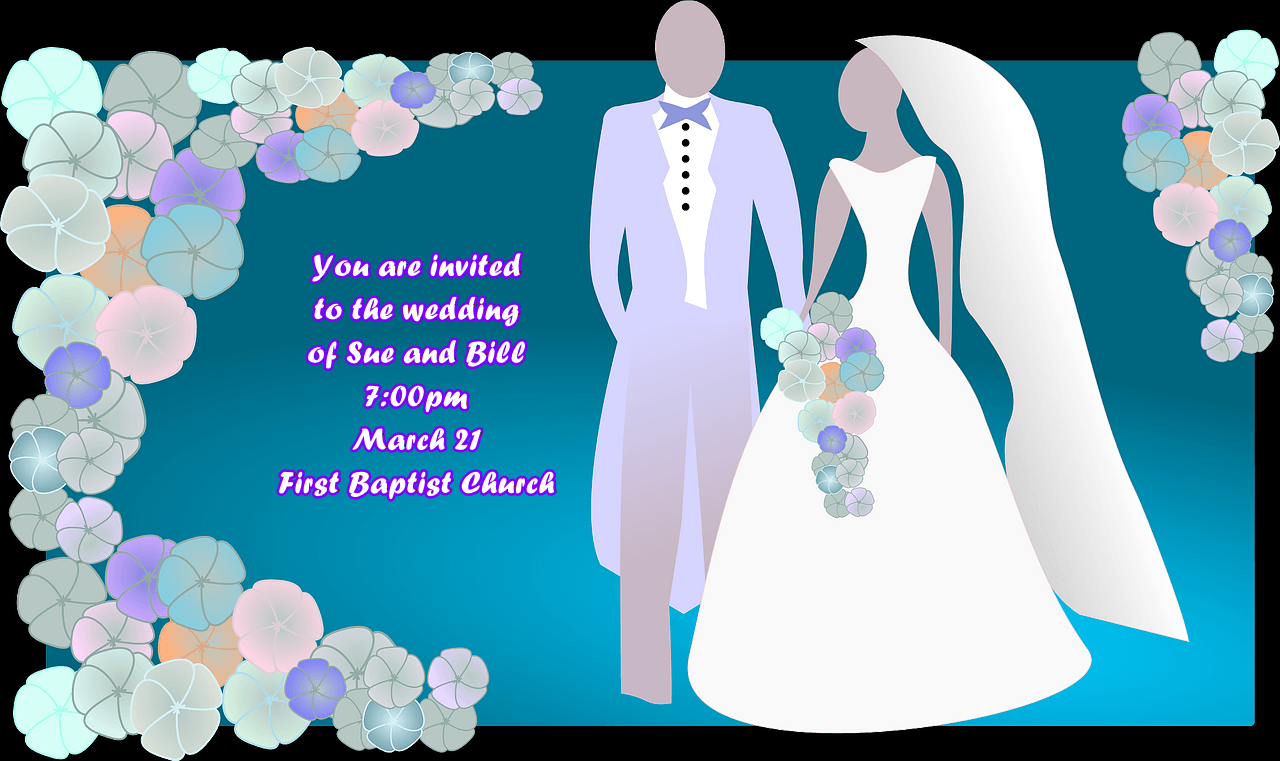 You are invited
to the wedding
of Sue and Bill
7:00pm
March 21
First Baptist Church